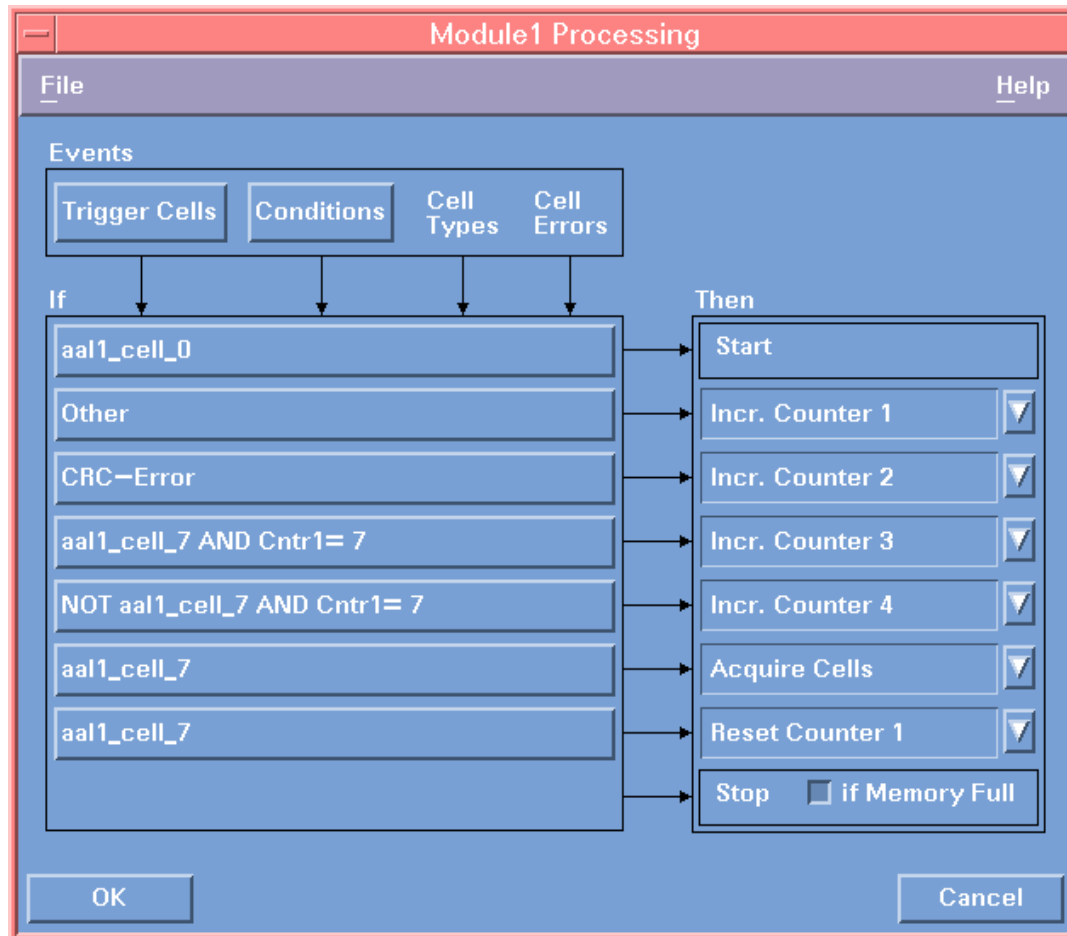 Module1 Processing
File
Help
Events
Trigger Cells
Conditions
Cell
Types
Cell
Errors
If
Then
aal1_cell_0
Start
Other
Incr. Counter 1
CRC-Error
Incr. Counter 2
aal1_cell_7 AND Cntr1= 7
Incr. Counter 3
NOT aal1_cell_7 AND Cntr1= 7
Incr. Counter 4
aal1_cell_7
Acquire Cells
aal1_cell_7
Reset Counter 1
Stop if Memory Full
OK
Cancel